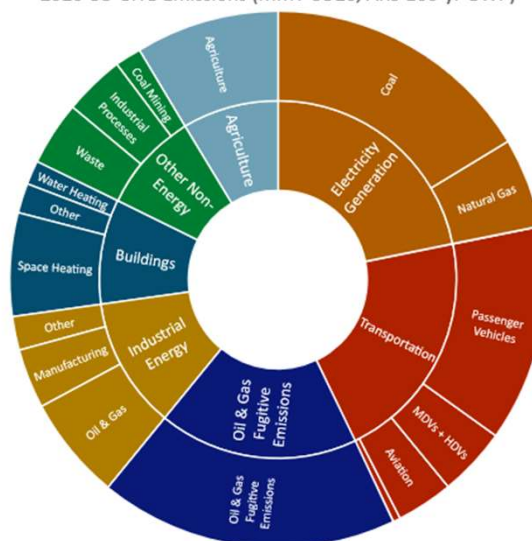 Coal
Natural Gas
Passenger
Vehicles
MDVs + HDVs
Aviation
Oil & Gas
Fugitive
Emissions
Oil & Gas
Manufacturing
Other
Space Heating
Other
Water Heating
Waste
Industrial
Processes
Coal Mining
Agriculture
Electricity
Generation
Transportation
Oil & Gas
Fugitive
Emissions
Industrial
Energy
Buildings
Other Non-
Energy
Agriculture